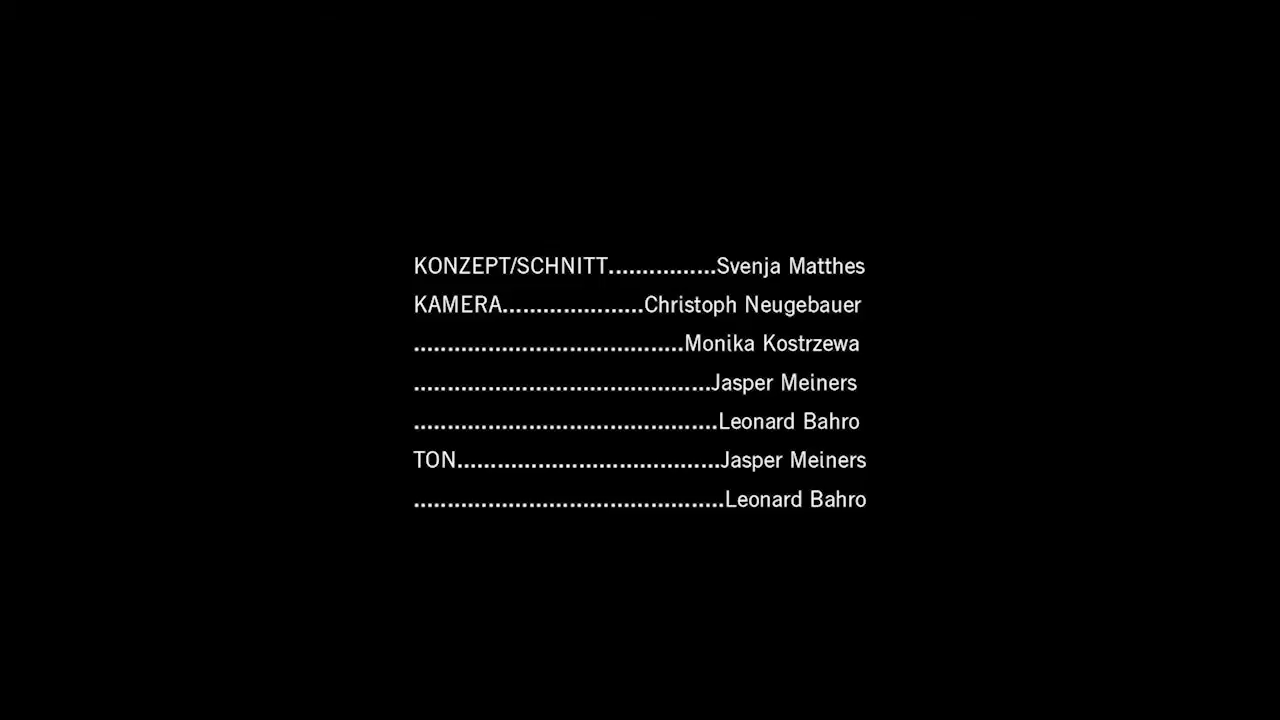 KONZEPT/SCHNITT................Svenja Matthes
KAMERA.....................Christoph Neugebauer
........................................Monika Kostrzewa
............................................Jasper Meiners
.............................................Leonard Bahro
TON.......................................Jasper Meiners
..............................................Leonard Bahro